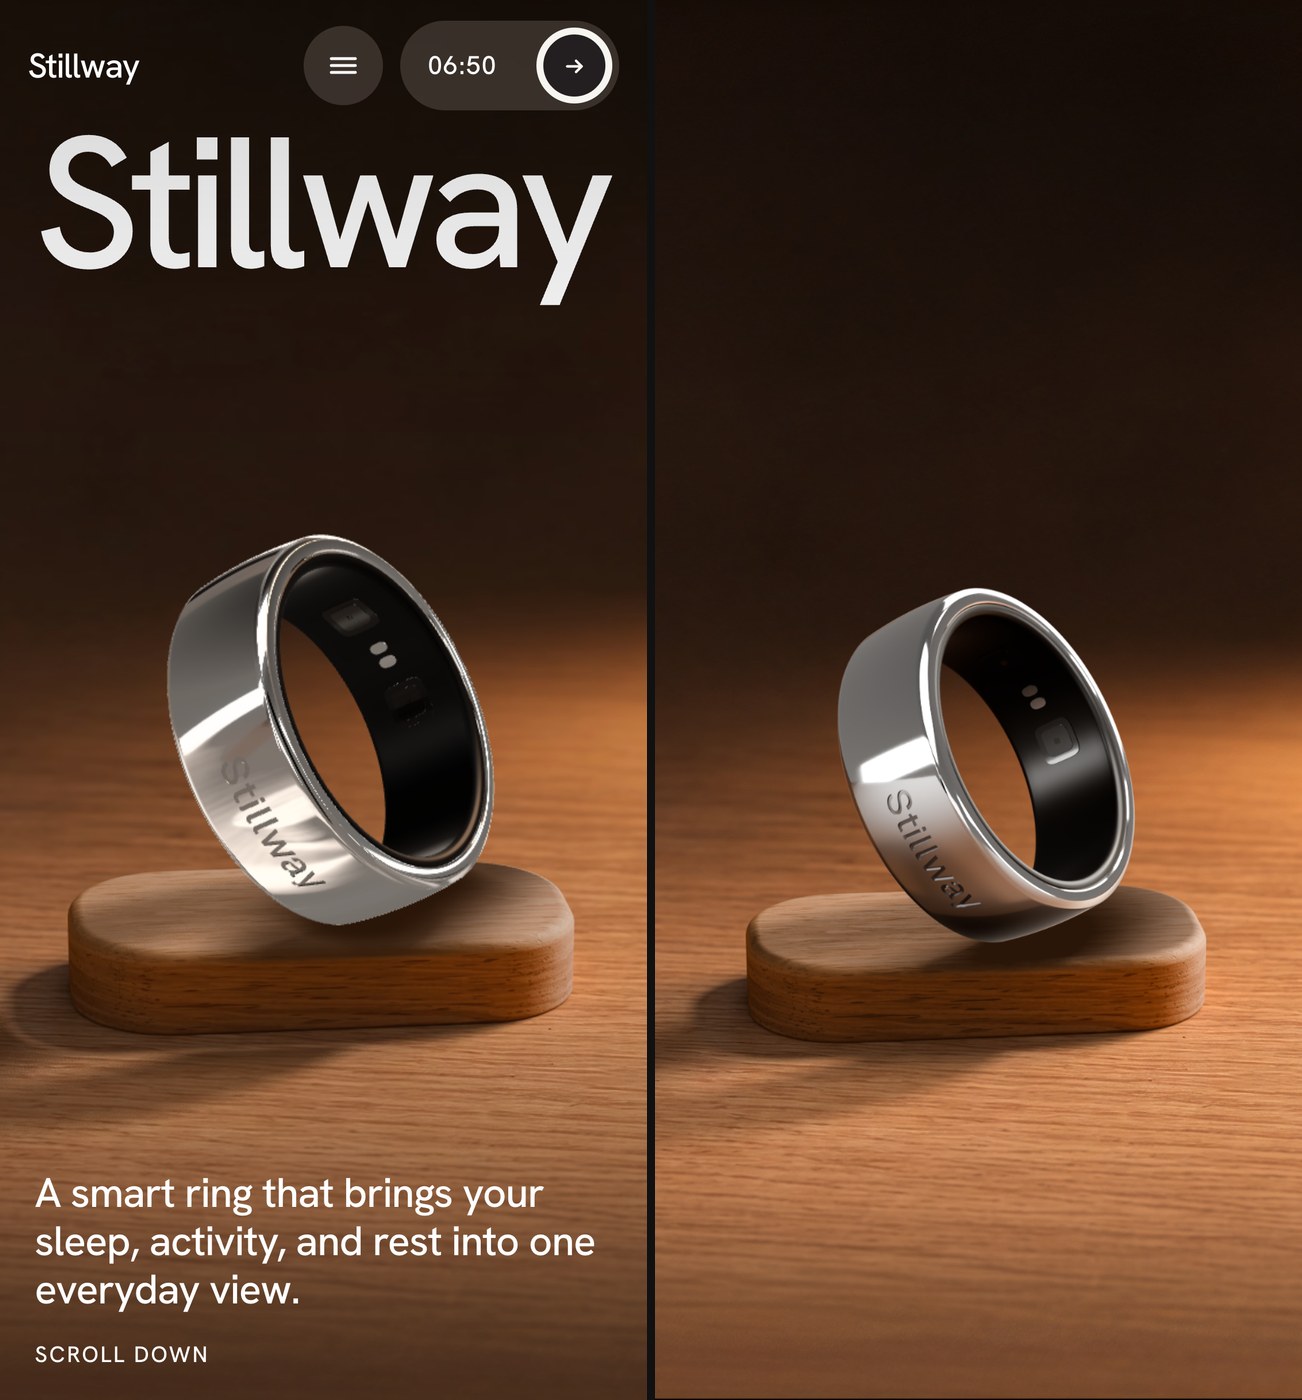 Stillway
06:50
Stillway
Stillway
Stillway
A smart ring that brings your
sleep, activity, and rest into one
everyday view.
SCROLL DOWN